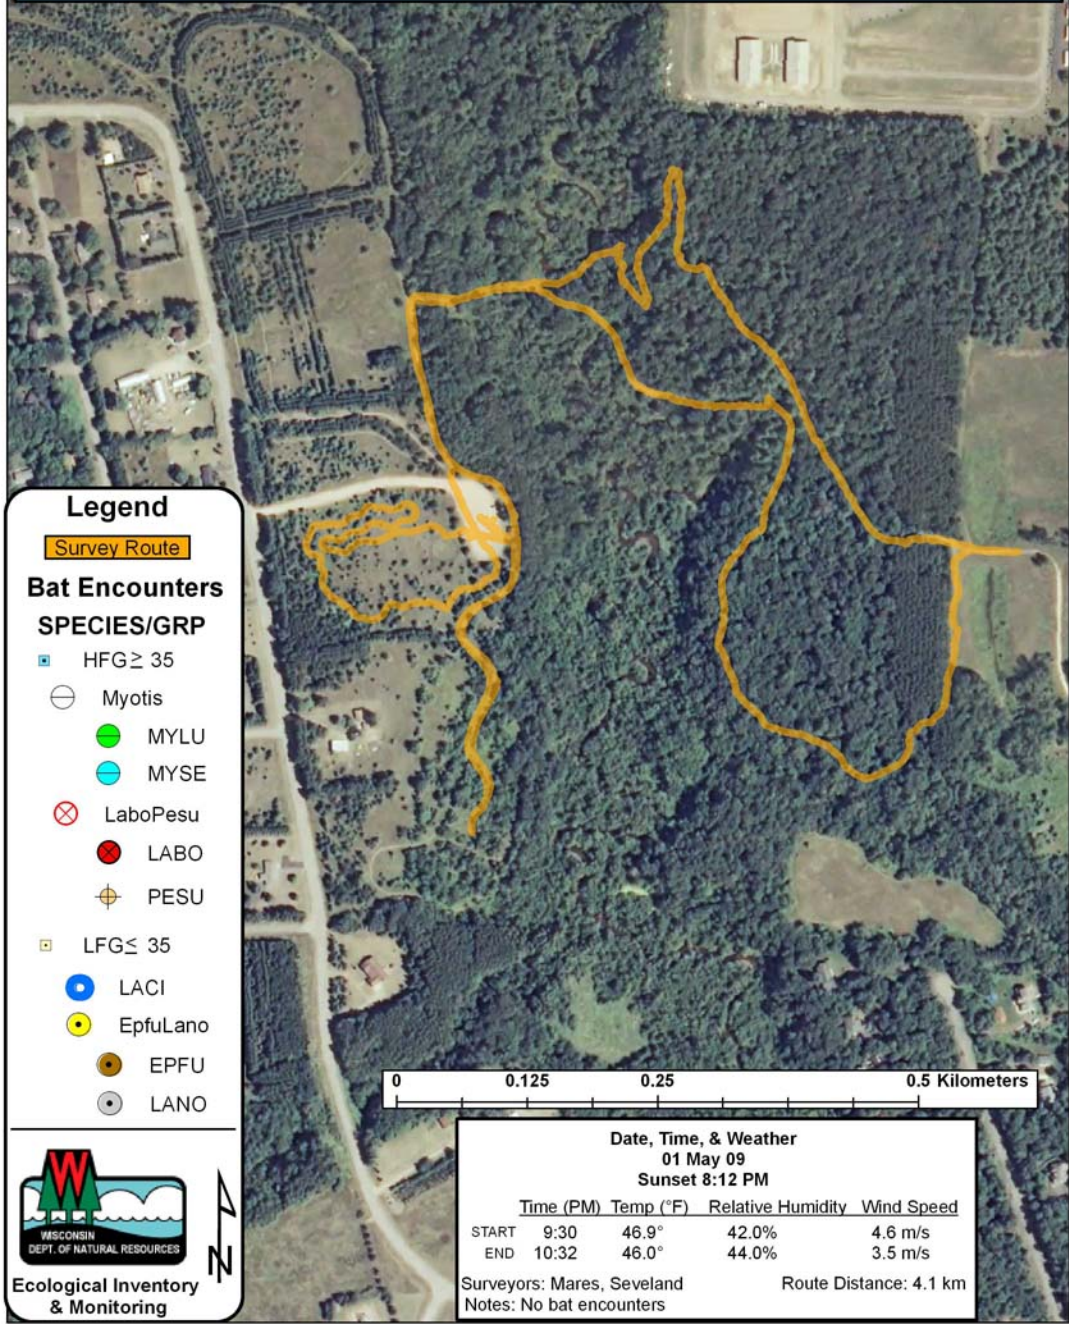 Legend
Survey Route
Bat Encounters
SPECIES/GRP
HFG ≥ 35
Myotis
MYLU
MYSE
LaboPesu
LABO
PESU
LFG ≤ 35
LACI
EpfuLano
EPFU
LANO
W
WISCONSIN
DEPT. OF NATURAL RESOURCES
N
Ecological Inventory
& Monitoring
0 0.125 0.25 0.5 Kilometers
Date, Time, & Weather
01 May 09
Sunset 8:12 PM
Time (PM) Temp (°F) Relative Humidity Wind Speed
START 9:30 46.9° 42.0% 4.6 m/s
END 10:32 46.0° 44.0% 3.5 m/s
Surveyors: Mares, Seveland Route Distance: 4.1 km
Notes: No bat encounters